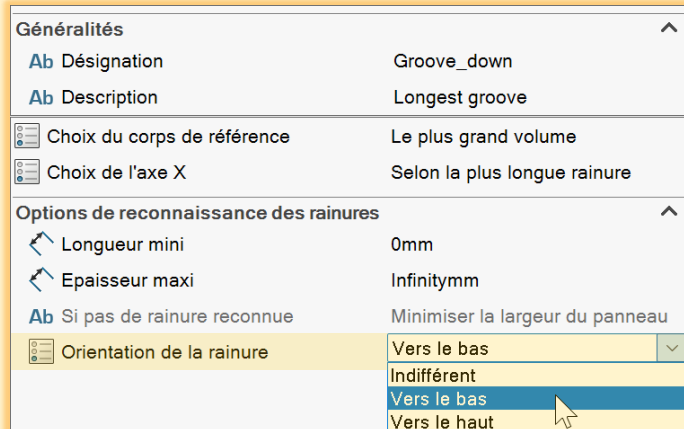 Généralités
Ab Désignation Groove_down
Ab Description Longest groove
Choix du corps de référence Le plus grand volume
Choix de l'axe X Selon la plus longue rainure
Options de reconnaissance des rainures
Longueur mini 0mm
Epaisseur maxi Infinitymm
Ab Si pas de rainure reconnue Minimiser la largeur du panneau
Orientation de la rainure Vers le bas
Indifférent
Vers le bas
Vers le haut